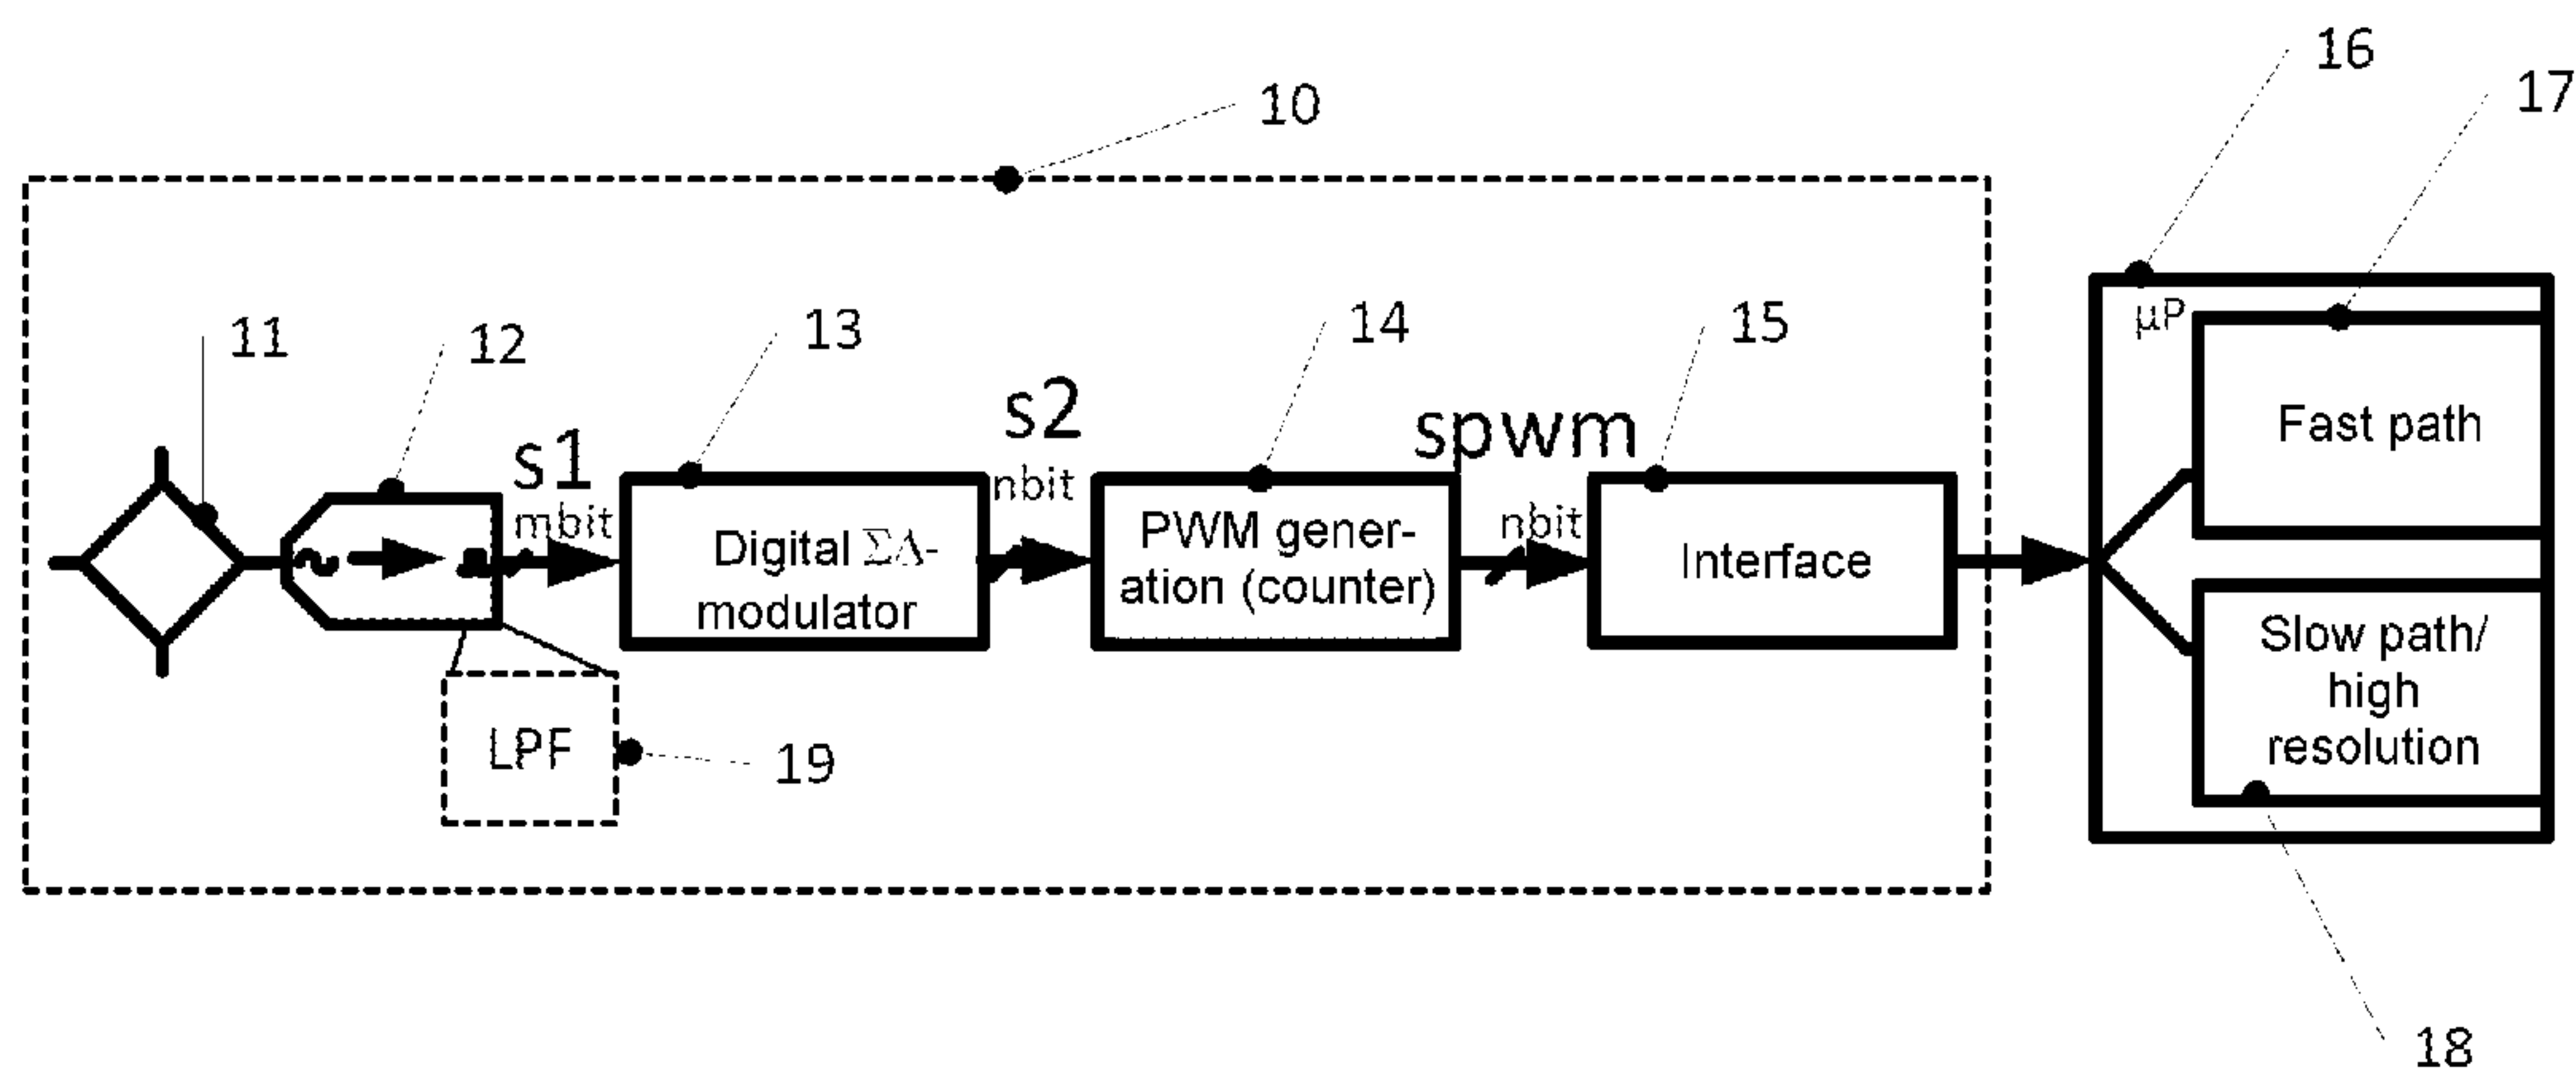 16
17
10
11
12
13
14
15
µP
s1
mbit
s2
nbit
spwm
nbit
Fast path
Digital ΣΔ-
modulator
PWM gener-
ation (counter)
Interface
Slow path/
high
resolution
LPF
19
18